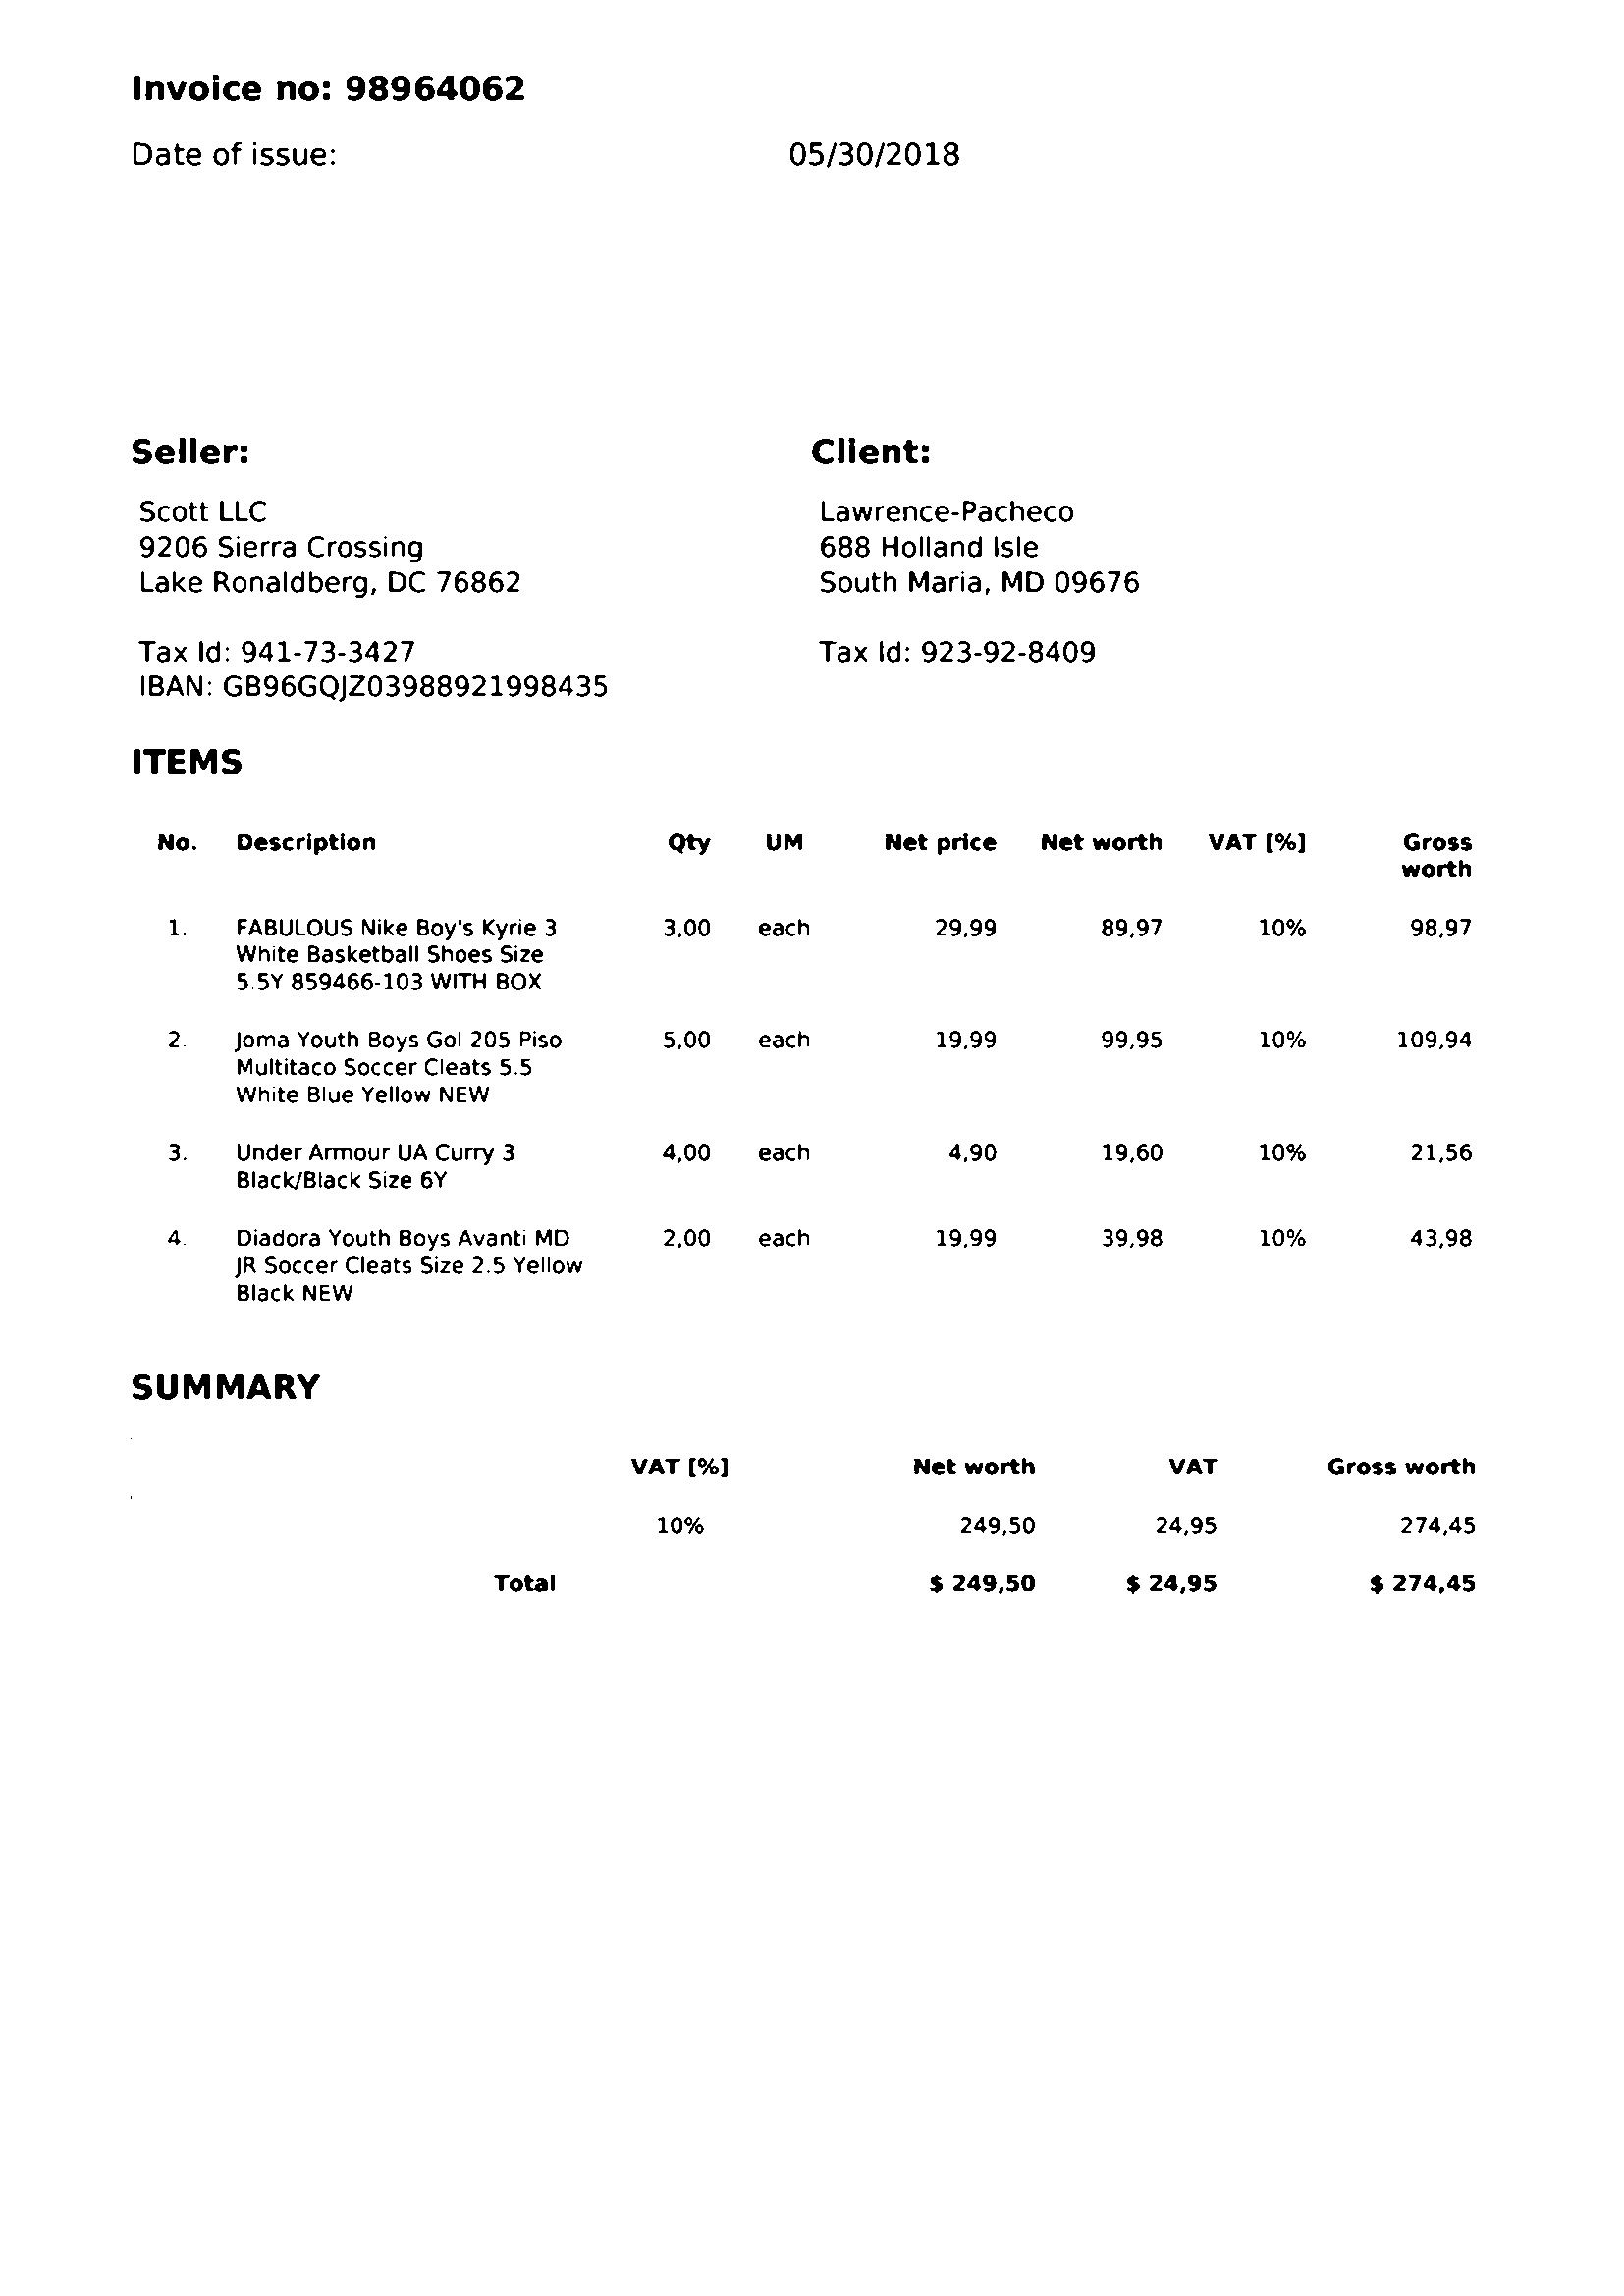 Invoice no: 98964062
Date of issue: 05/30/2018
Seller:
Scott LLC
9206 Sierra Crossing
Lake Ronaldberg, DC 76862
Tax Id: 941-73-3427
IBAN: GB96GQJZ03988921998435
Client:
Lawrence-Pacheco
688 Holland Isle
South Maria, MD 09676
Tax Id: 923-92-8409
ITEMS
No. Description Qty UM Net price Net worth VAT [%] Gross
worth
1. FABULOUS Nike Boy's Kyrie 3 3,00 each 29,99 89,97 10% 98,97
White Basketball Shoes Size
5.5Y 859466-103 WITH BOX
2. Joma Youth Boys Gol 205 Piso 5,00 each 19,99 99,95 10% 109,94
Multitaco Soccer Cleats 5.5
White Blue Yellow NEW
3. Under Armour UA Curry 3 4,00 each 4,90 19,60 10% 21,56
Black/Black Size 6Y
4. Diadora Youth Boys Avanti MD 2,00 each 19,99 39,98 10% 43,98
JR Soccer Cleats Size 2.5 Yellow
Black NEW
SUMMARY
VAT [%] Net worth VAT Gross worth
10% 249,50 24,95 274,45
Total $ 249,50 $ 24,95 $ 274,45